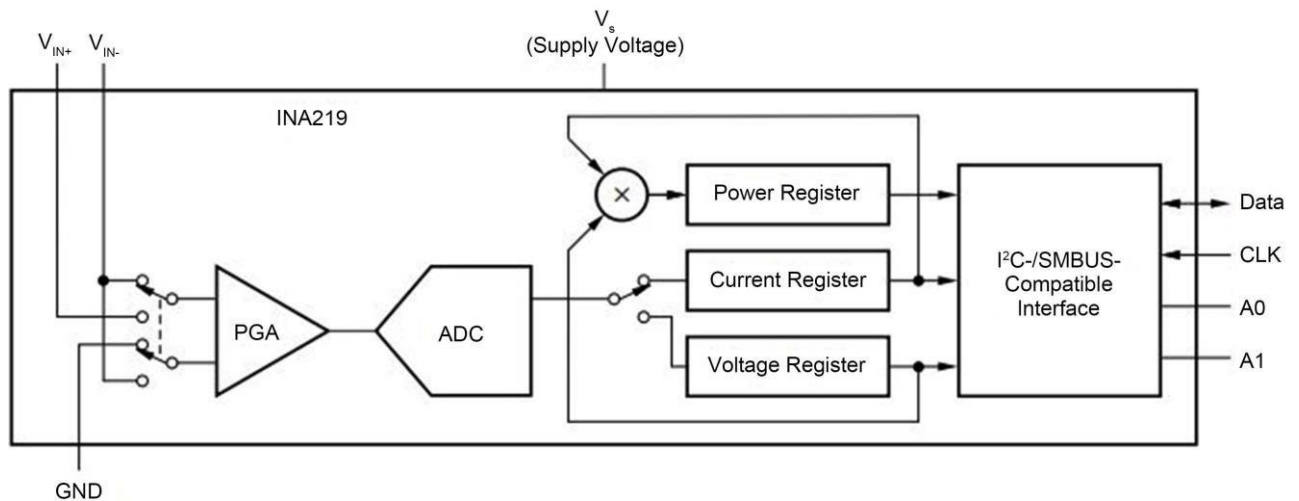 V_s
(Supply Voltage)
V_IN+ V_IN-
INA219
Power Register
Data
CLK
I²C-/SMBUS-
Compatible
Interface
Current Register
A0
PGA
ADC
Voltage Register
A1
GND
×